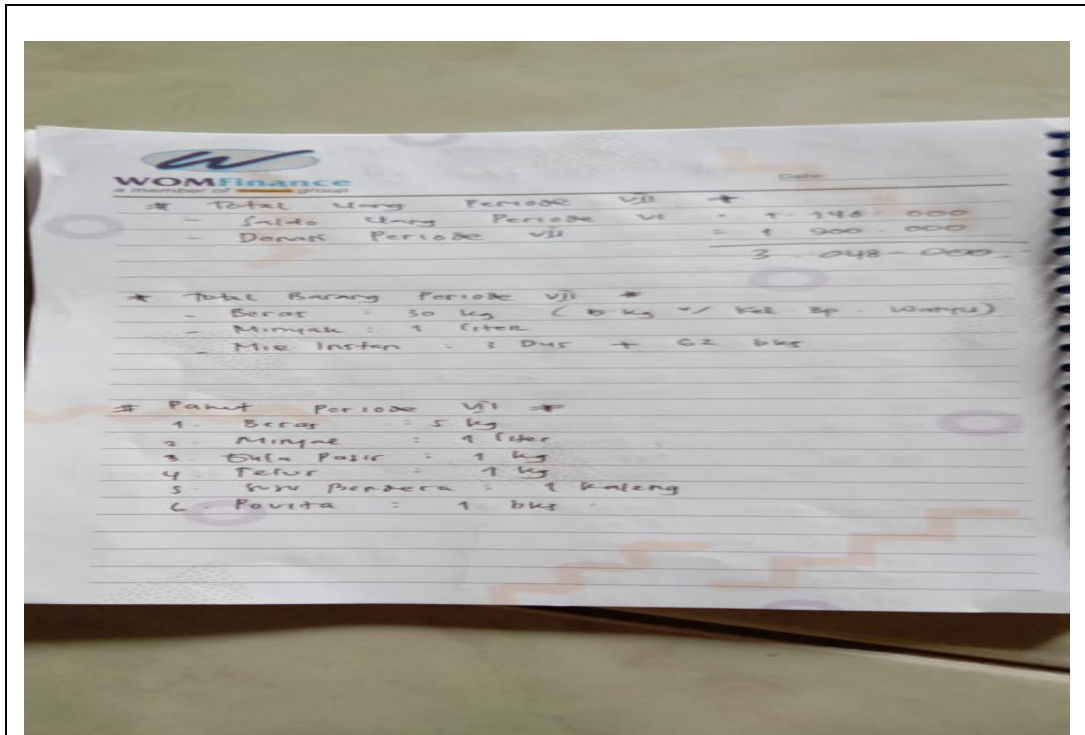 WOMFinance
a member of group
Date
* Total Uang Periode VII *
- Saldo Uang Periode VI = 1.148.000
- Donasi Periode VII = 1 900.000
3.048.000
* Total Barang Periode VII *
- Beras : 30 kg ( kg Kel. Bp. Wahyu)
- Minyak : 1 liter
- Mie Instan : 3 Dus + 62 bks
* Paket Periode VII *
1. Beras : 5 kg
2. Minyak : 1 liter
3. Gula Pasir : 1 kg
4. Telur : 1 kg
5. Susu Bendera : 1 kaleng
6. Povita : 1 bks